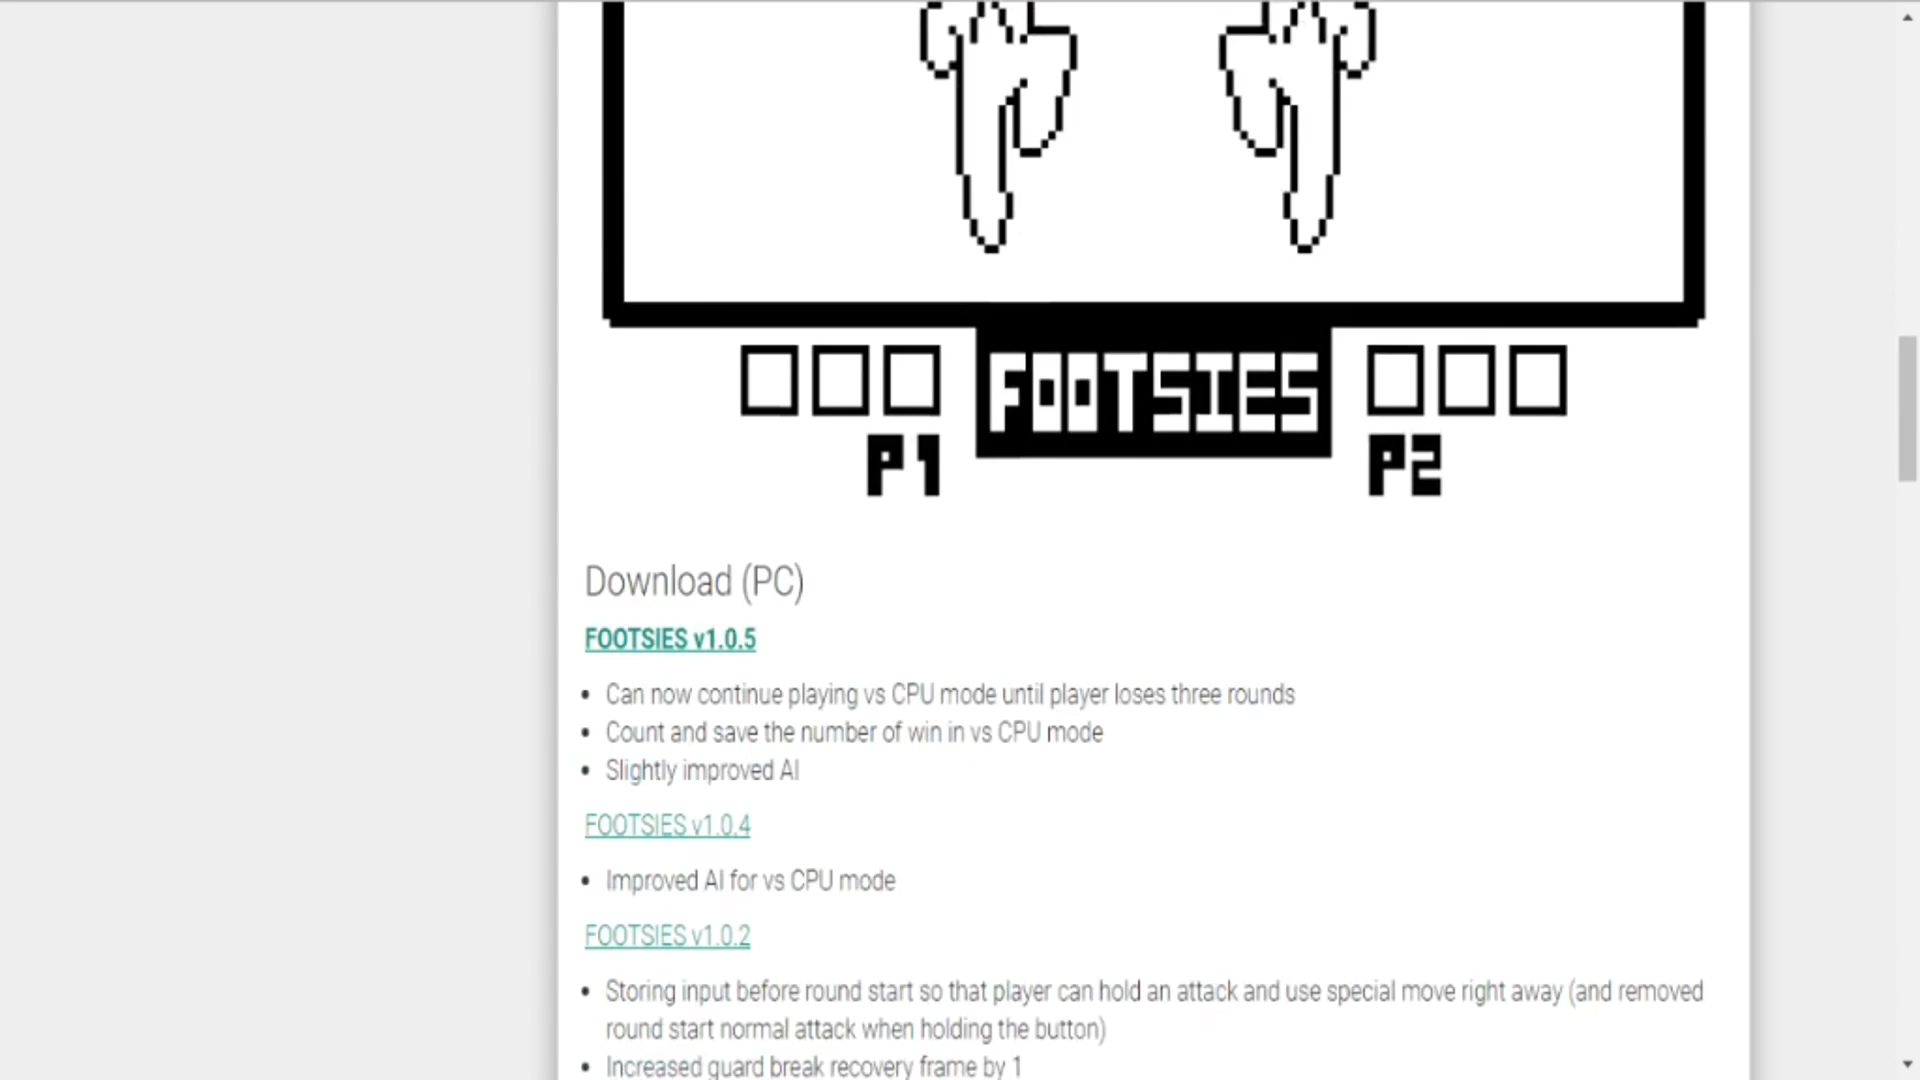 FOOTSIES
P1 P2
Download (PC)
FOOTSIES v1.0.5
• Can now continue playing vs CPU mode until player loses three rounds
• Count and save the number of win in vs CPU mode
• Slightly improved AI
FOOTSIES v1.0.4
• Improved AI for vs CPU mode
FOOTSIES v1.0.2
• Storing input before round start so that player can hold an attack and use special move right away (and removed
round start normal attack when holding the button)
• Increased guard break recovery frame by 1